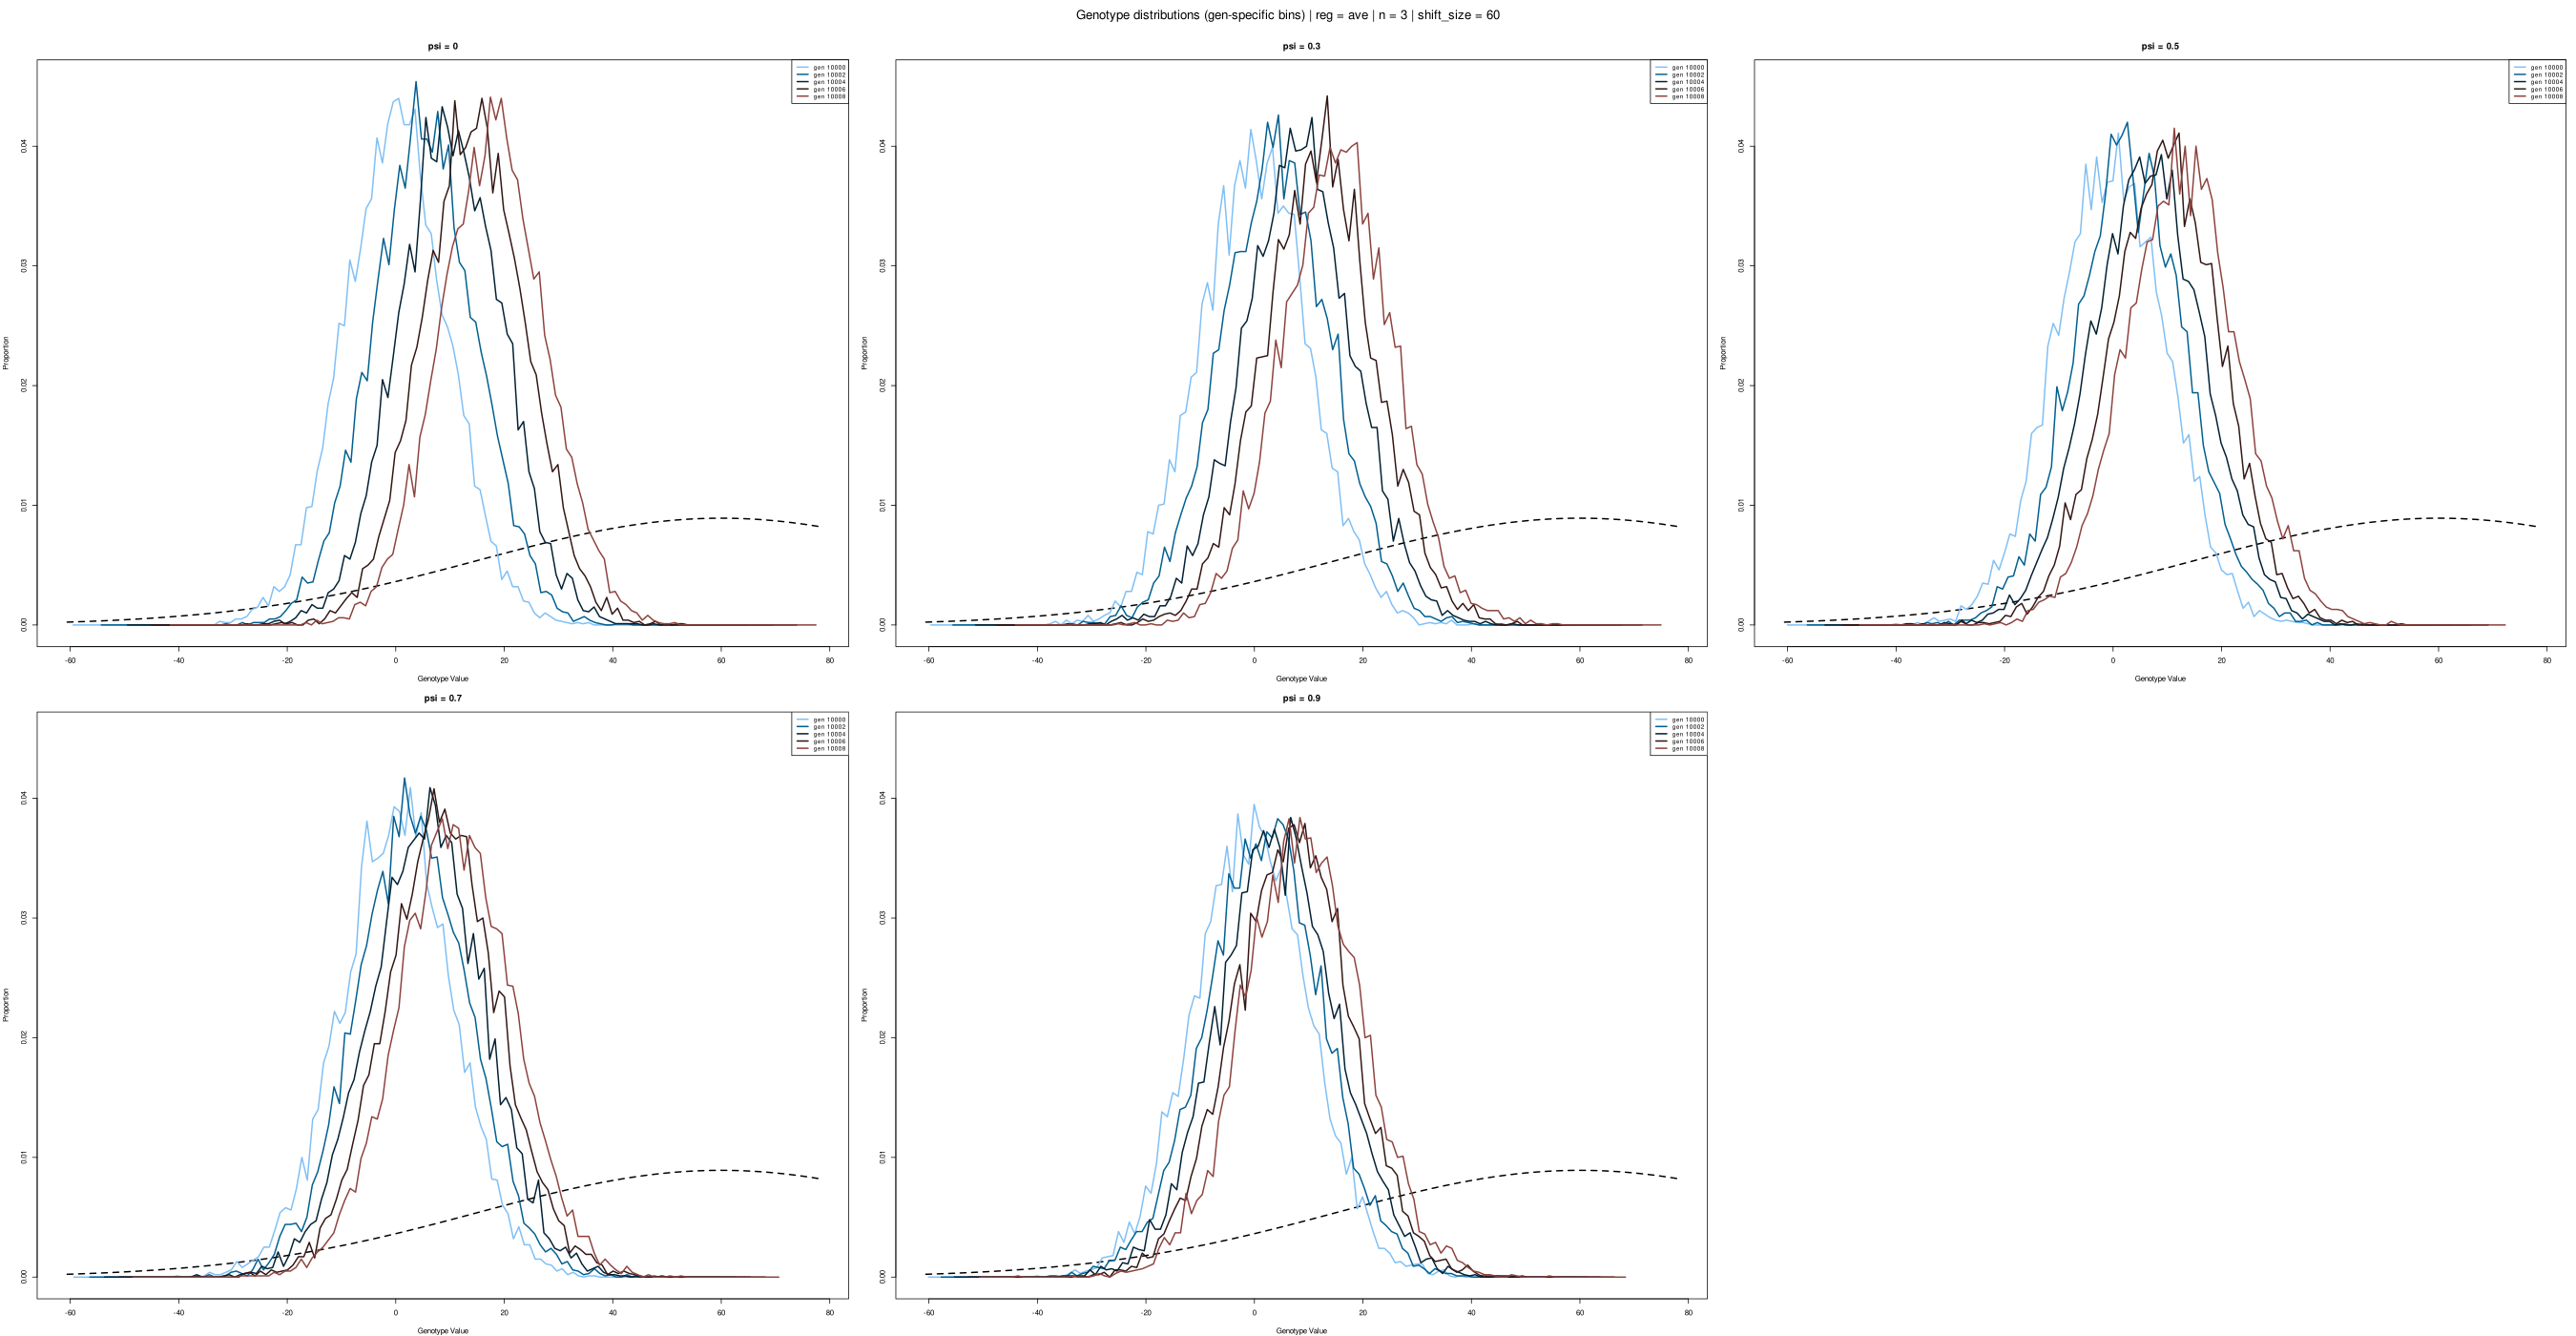 Genotype distributions (gen-specific bins) | reg = ave | n = 3 | shift_size = 60
psi = 0
gen 10000
gen 10002
gen 10004
gen 10006
gen 10008
Proportion
0.00
0.01
0.02
0.03
0.04
-60 -40 -20 0 20 40 60 80
Genotype Value
psi = 0.3
gen 10000
gen 10002
gen 10004
gen 10006
gen 10008
Proportion
0.00
0.01
0.02
0.03
0.04
-60 -40 -20 0 20 40 60 80
Genotype Value
psi = 0.5
gen 10000
gen 10002
gen 10004
gen 10006
gen 10008
Proportion
0.00
0.01
0.02
0.03
0.04
-60 -40 -20 0 20 40 60 80
Genotype Value
psi = 0.7
gen 10000
gen 10002
gen 10004
gen 10006
gen 10008
Proportion
0.00
0.01
0.02
0.03
0.04
-60 -40 -20 0 20 40 60 80
Genotype Value
psi = 0.9
gen 10000
gen 10002
gen 10004
gen 10006
gen 10008
Proportion
0.00
0.01
0.02
0.03
0.04
-60 -40 -20 0 20 40 60 80
Genotype Value